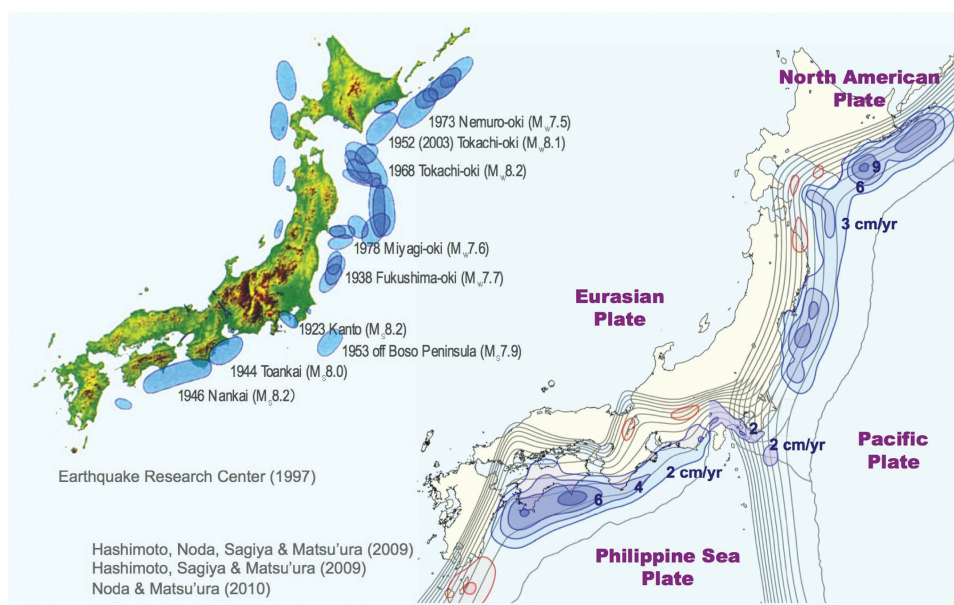 North American
Plate
1973 Nemuro-oki (MW7.5)
1952 (2003) Tokachi-oki (MW8.1)
1968 Tokachi-oki (MW8.2)
9
6
3 cm/yr
1978 Miyagi-oki (MW7.6)
1938 Fukushima-oki (MW7.7)
Eurasian
Plate
1923 Kanto (MS8.2)
1953 off Boso Peninsula (MS7.9)
1944 Toankai (MS8.0)
1946 Nankai (MS8.2)
2
2 cm/yr
Pacific
Plate
2 cm/yr
4
6
Earthquake Research Center (1997)
Philippine Sea
Plate
Hashimoto, Noda, Sagiya & Matsu'ura (2009)
Hashimoto, Sagiya & Matsu'ura (2009)
Noda & Matsu'ura (2010)